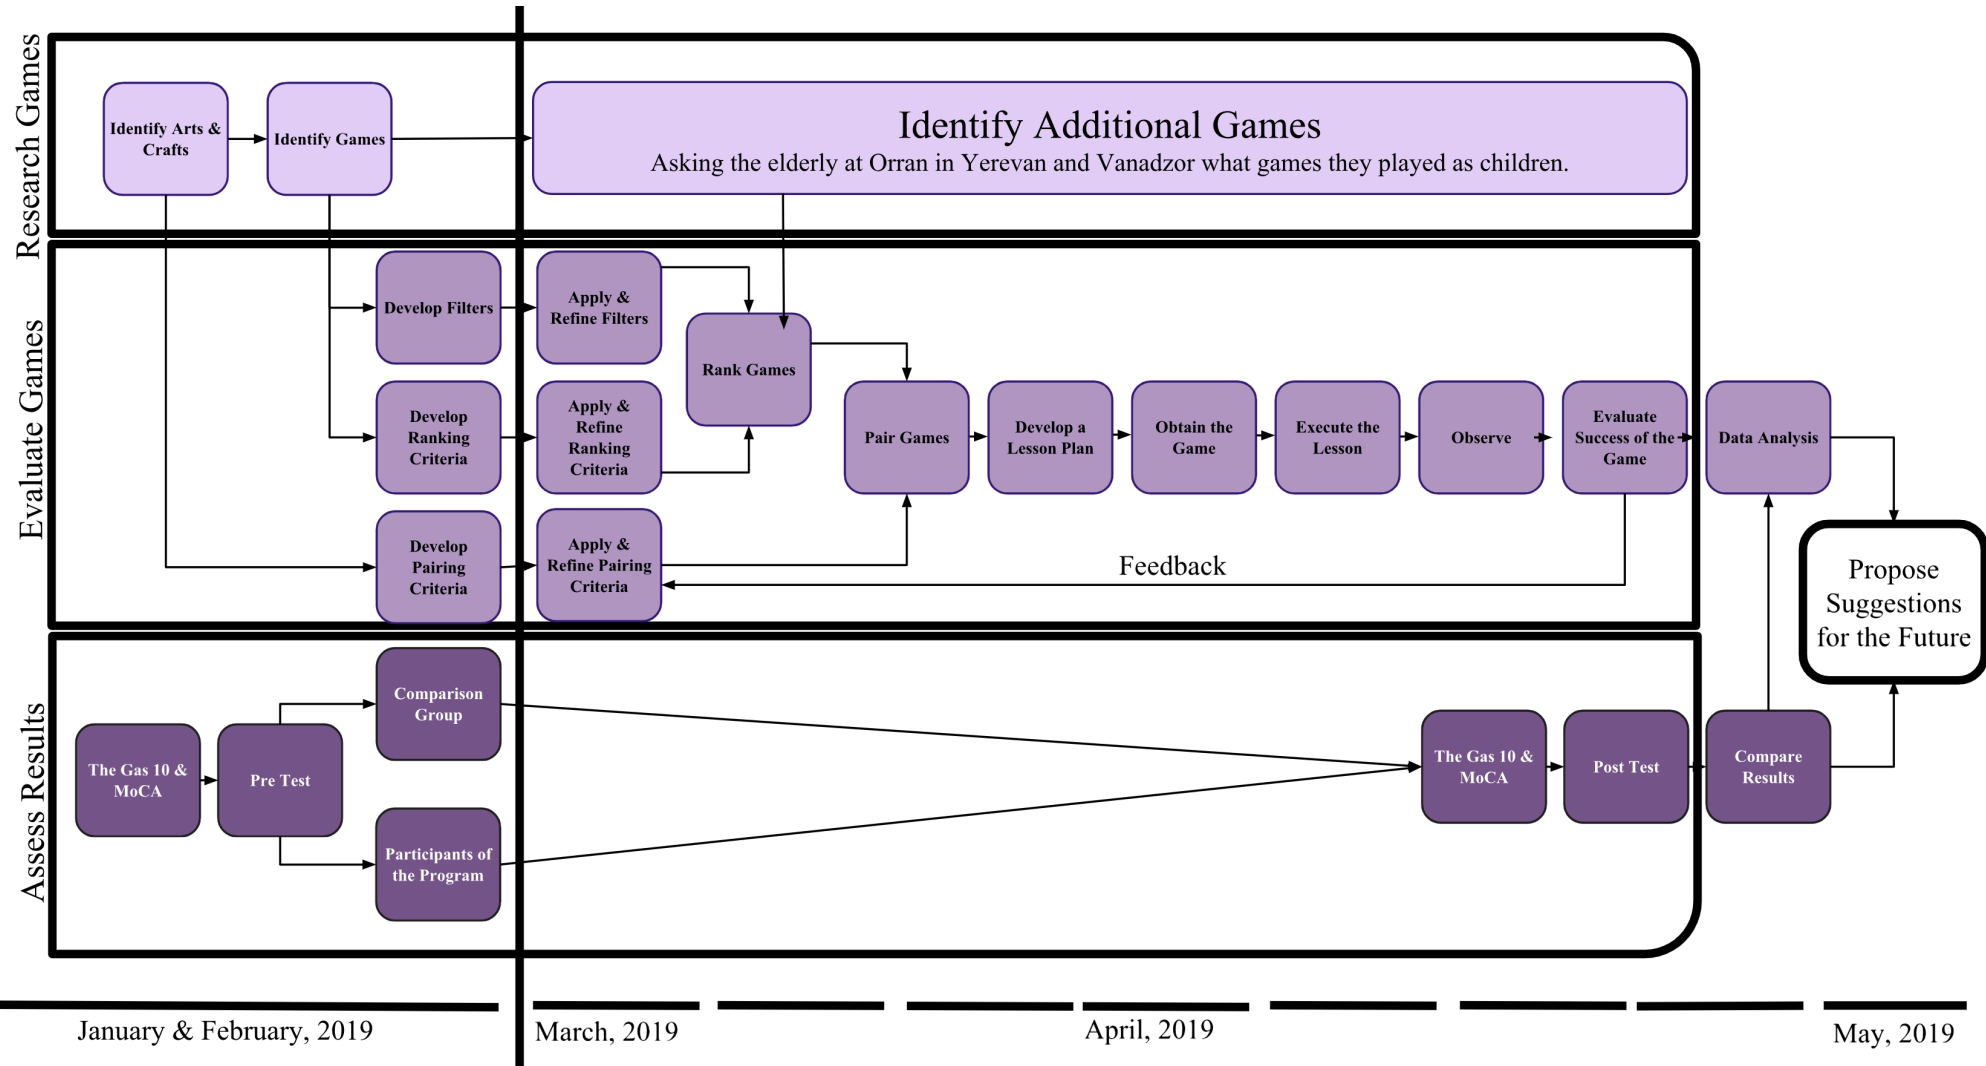 Research Games
Identify Arts &
Crafts
Identify Games
Identify Additional Games
Asking the elderly at Orran in Yerevan and Vanadzor what games they played as children.
Evaluate Games
Develop Filters
Apply &
Refine Filters
Rank Games
Develop
Ranking
Criteria
Apply &
Refine
Ranking
Criteria
Pair Games
Develop a
Lesson Plan
Obtain the
Game
Execute the
Lesson
Observe
Evaluate
Success of the
Game
Data Analysis
Develop
Pairing
Criteria
Apply &
Refine Pairing
Criteria
Feedback
Propose
Suggestions
for the Future
Assess Results
The Gas 10 &
MoCA
Pre Test
Comparison
Group
Participants of
the Program
The Gas 10 &
MoCA
Post Test
Compare
Results
January & February, 2019
March, 2019
April, 2019
May, 2019